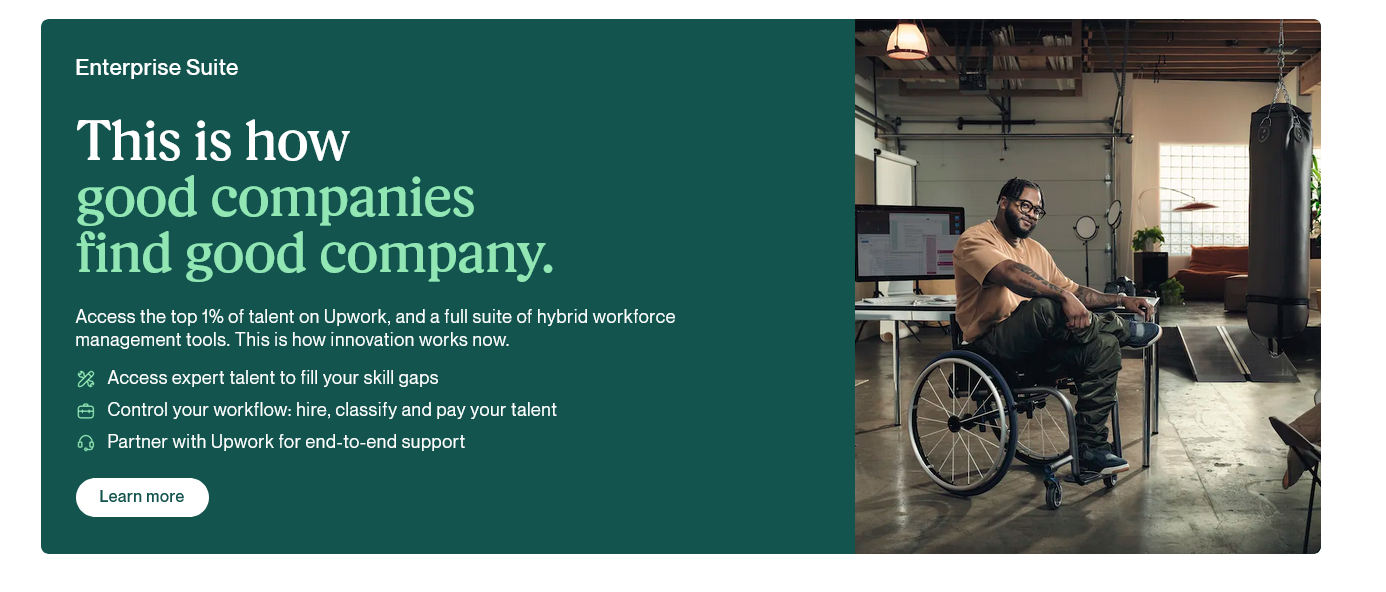 Enterprise Suite
This is how
good companies
find good company.
Access the top 1% of talent on Upwork, and a full suite of hybrid workforce
management tools. This is how innovation works now.
Access expert talent to fill your skill gaps
Control your workflow: hire, classify and pay your talent
Partner with Upwork for end-to-end support
Learn more